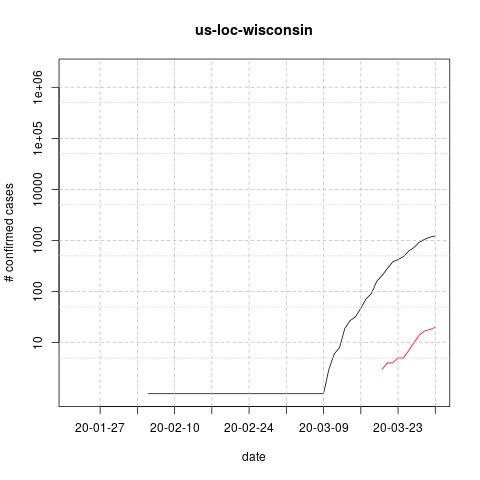 us-loc-wisconsin
# confirmed cases
1e+06
1e+05
10000
1000
100
10
20-01-27
20-02-10
20-02-24
20-03-09
20-03-23
date